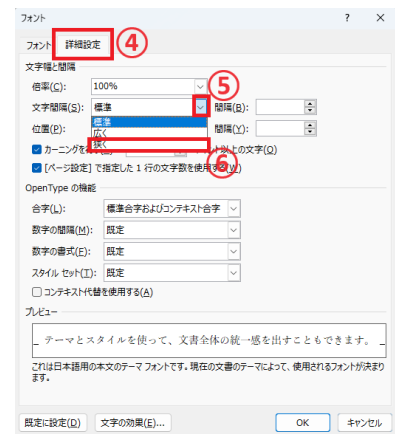 フォント ? ×
フォント 詳細設定 ④
文字幅と間隔
倍率(C): 100% ⑤
文字間隔(S): 標準 間隔(B):
標準
位置(P): 広く 間隔(Y):
狭く
カーニングを行 以上の文字(O)
⑥
[ページ設定] で指定した 1 行の文字数を使用する(W)
OpenType の機能
合字(L): 標準合字およびコンテキスト合字
数字の間隔(M): 既定
数字の書式(F): 既定
スタイル セット(T): 既定
コンテキスト代替を使用する(A)
プレビュー
テーマとスタイルを使って、文書全体の統一感を出すこともできます。
これは日本語用の本文のテーマ フォントです。現在の文書のテーマによって、使用されるフォントが決まり
ます。
既定に設定(D) 文字の効果(E)... OK キャンセル